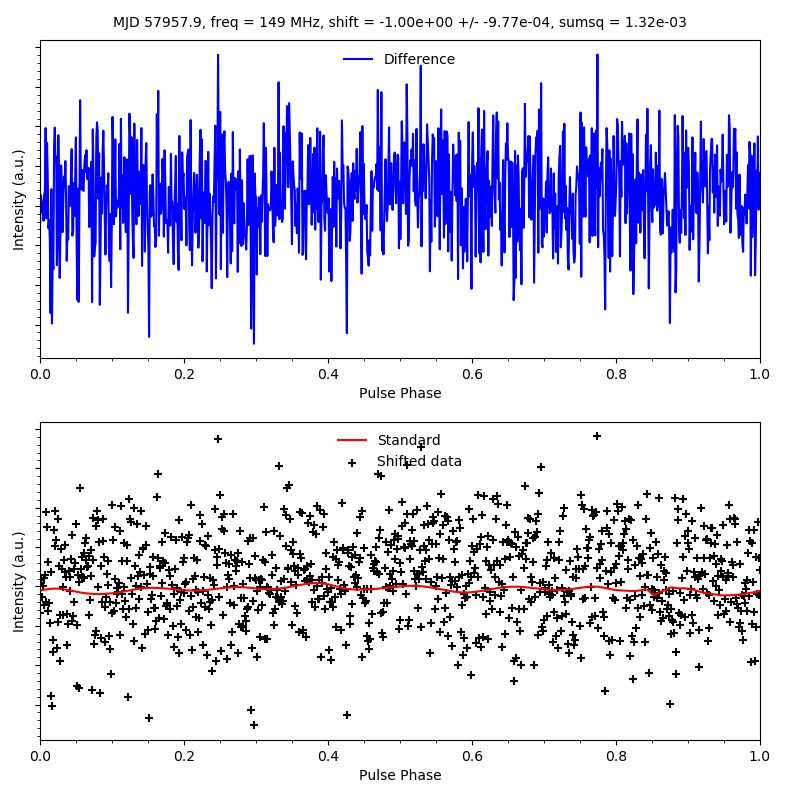 MJD 57957.9, freq = 149 MHz, shift = -1.00e+00 +/- -9.77e-04, sumsq = 1.32e-03
Difference
Intensity (a.u.)
0.0 0.2 0.4 0.6 0.8 1.0
Pulse Phase
Standard
Shifted data
Intensity (a.u.)
0.0 0.2 0.4 0.6 0.8 1.0
Pulse Phase